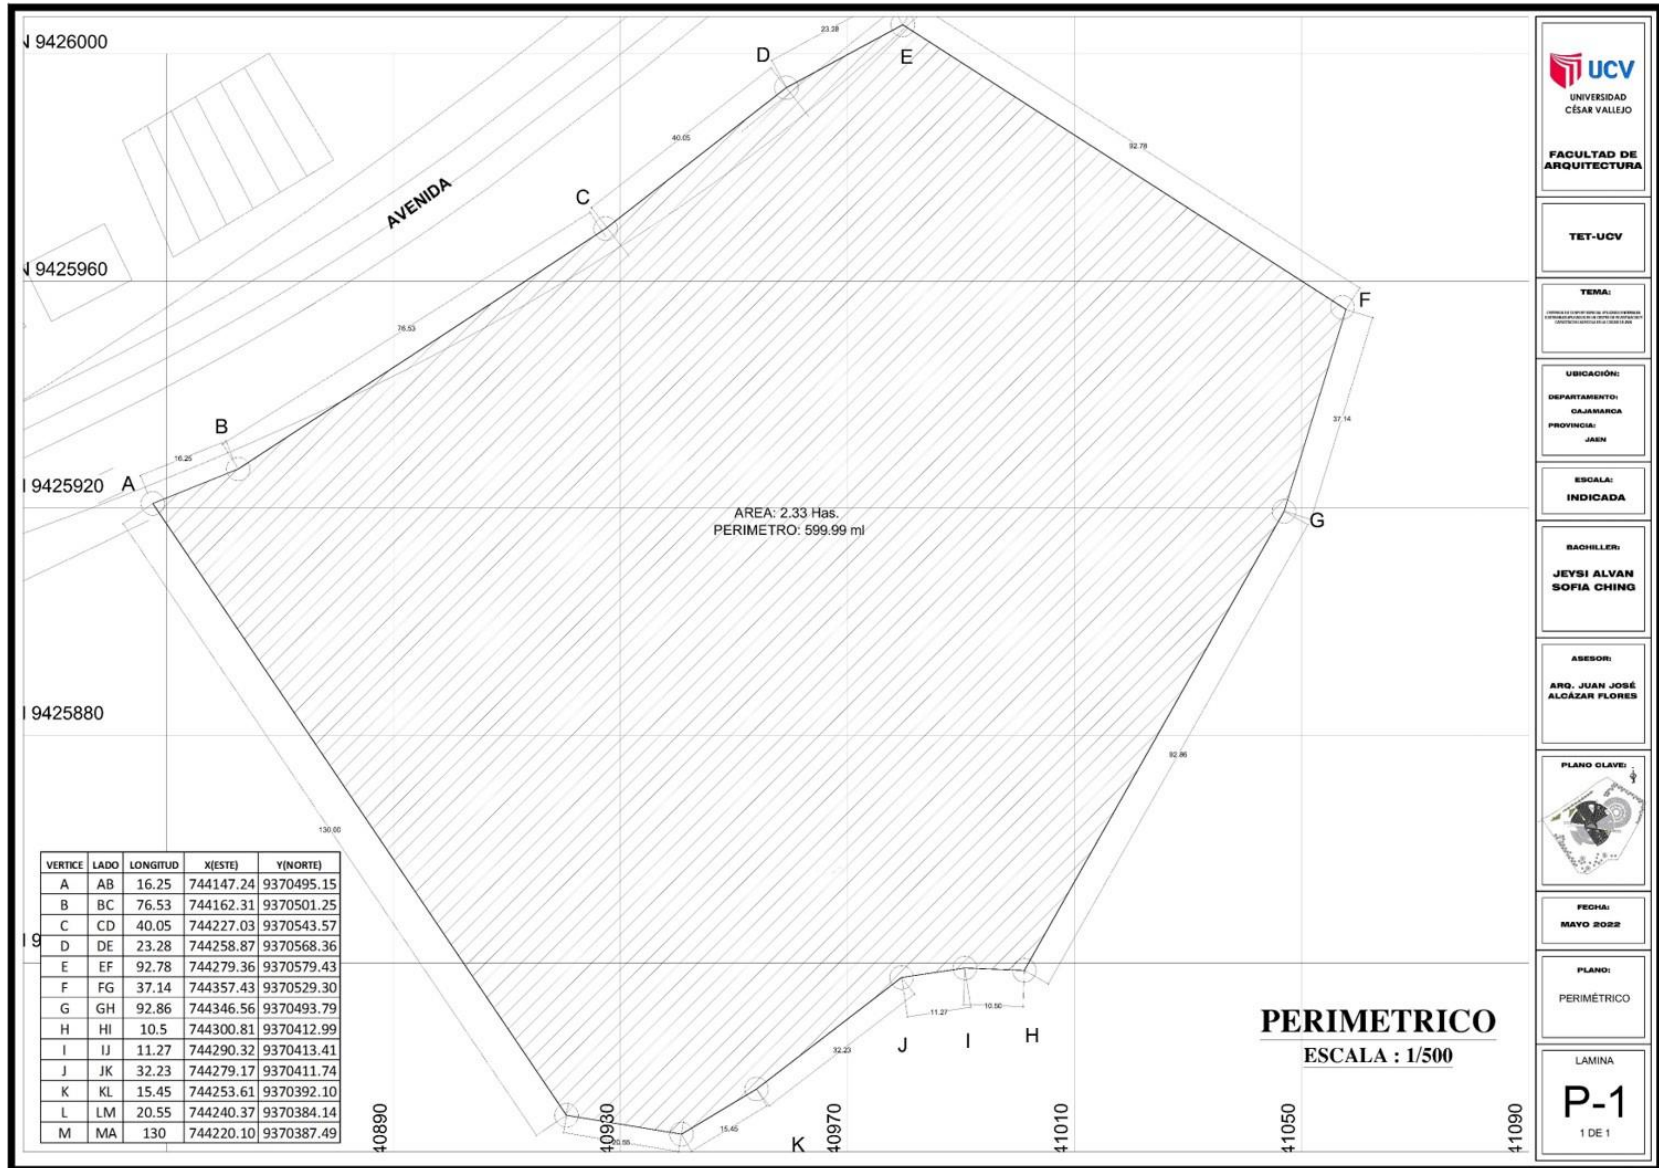 N 9426000
23.28
D
E
40.05
92.78
C
AVENIDA
N 9425960
F
76.53
37.14
B
16.25
9425920
A
G
AREA: 2.33 Has.
PERIMETRO: 599.99 ml
9425880
92.86
130.00
VERTICE LADO LONGITUD X(ESTE) Y(NORTE)
A AB 16.25 744147.24 9370495.15
B BC 76.53 744162.31 9370501.25
C CD 40.05 744227.03 9370543.57
D DE 23.28 744258.87 9370568.36
E EF 92.78 744279.36 9370579.43
F FG 37.14 744357.43 9370529.30
G GH 92.86 744346.56 9370493.79
H HI 10.5 744300.81 9370412.99
I IJ 11.27 744290.32 9370413.41
J JK 32.23 744279.17 9370411.74
K KL 15.45 744253.61 9370392.10
L LM 20.55 744240.37 9370384.14
M MA 130 744220.10 9370387.49
9
11.27
10.50
J
I
H
32.23
15.45
20.55
K
40890
40930
40970
41010
41050
41090
PERIMETRICO
ESCALA : 1/500
UCV
UNIVERSIDAD
CÉSAR VALLEJO
FACULTAD DE
ARQUITECTURA
TET-UCV
TEMA:
UBICACIÓN:
DEPARTAMENTO:
CAJAMARCA
PROVINCIA:
JAEN
ESCALA:
INDICADA
BACHILLER:
JEYSI ALVAN
SOFIA CHING
ASESOR:
ARQ. JUAN JOSÉ
ALCÁZAR FLORES
PLANO CLAVE:
FECHA:
MAYO 2022
PLANO:
PERIMÉTRICO
LAMINA
P-1
1 DE 1